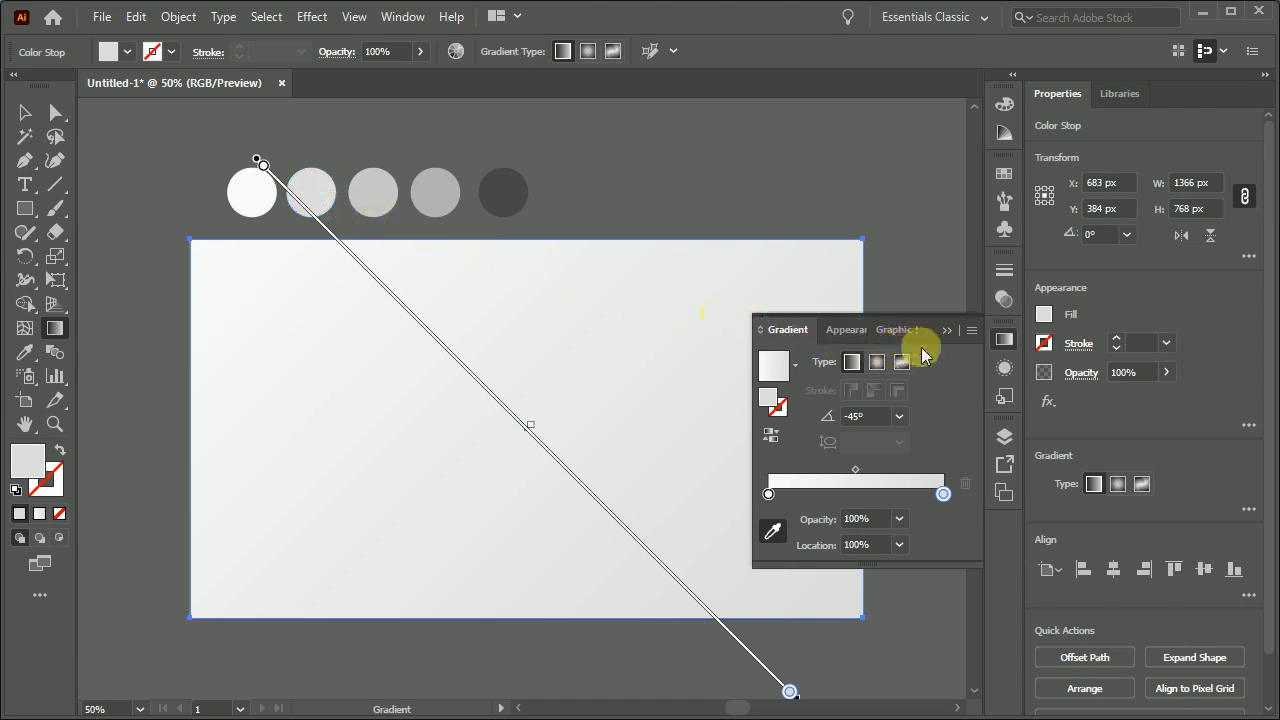 Ai File Edit Object Type Select Effect View Window Help Essentials Classic Search Adobe Stock
Color Stop Stroke: Opacity: 100% Gradient Type:
Untitled-1* @ 50% (RGB/Preview)
Properties Libraries
Color Stop
Transform
X: 683 px W: 1366 px
Y: 384 px H: 768 px
0°
Appearance
Fill
Stroke
Opacity 100%
fx.
Gradient
Type:
Align
Quick Actions
Offset Path Expand Shape
Arrange Align to Pixel Grid
Gradient Appearar Graphic
Type:
Stroke:
-45°
Opacity: 100%
Location: 100%
50% 1 Gradient